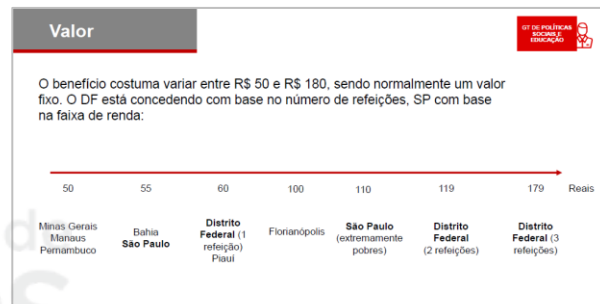 Valor
GT DE POLÍTICAS
SOCIAIS E
EDUCAÇÃO
O benefício costuma variar entre R$ 50 e R$ 180, sendo normalmente um valor
fixo. O DF está concedendo com base no número de refeições, SP com base
na faixa de renda:
50 55 60 100 110 119 179 Reais
Minas Gerais
Manaus
Pernambuco
Bahia
São Paulo
Distrito
Federal (1
refeição)
Piauí
Florianópolis
São Paulo
(extremamente
pobres)
Distrito
Federal
(2 refeições)
Distrito
Federal (3
refeições)